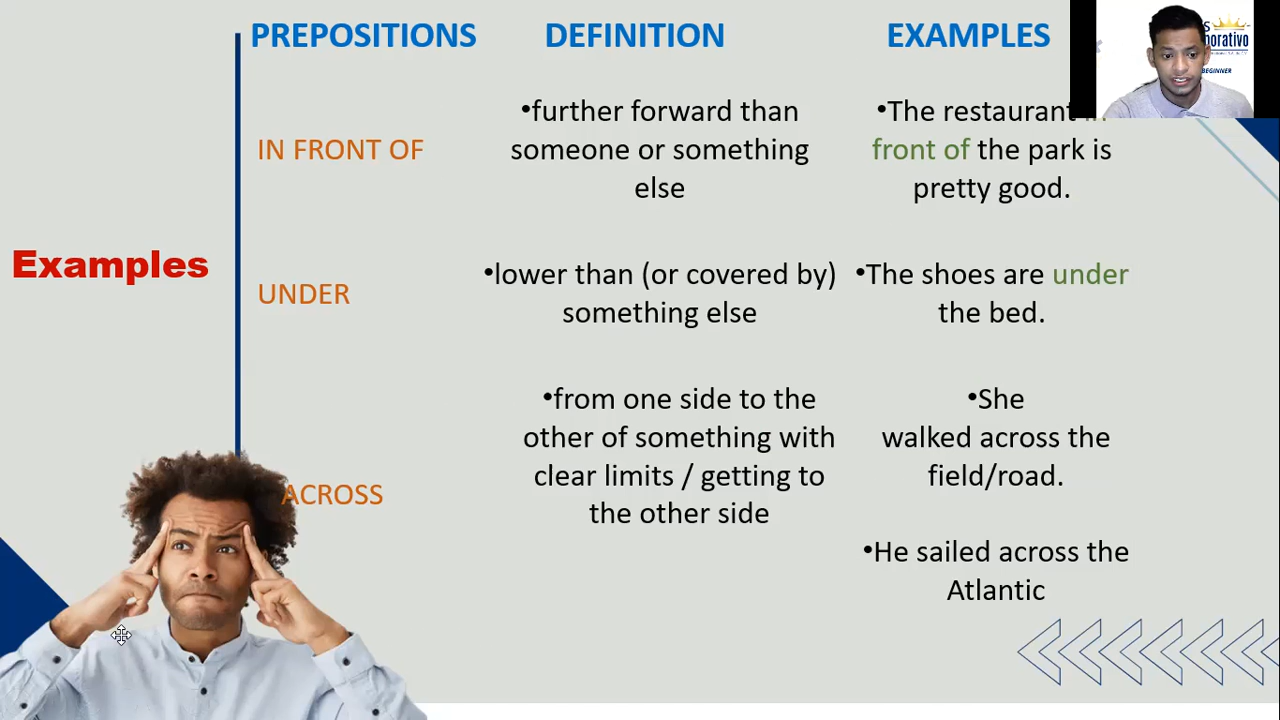 PREPOSITIONS DEFINITION EXAMPLES
Examples
IN FRONT OF
•further forward than
someone or something
else
•The restaurant in
front of the park is
pretty good.
UNDER
•lower than (or covered by)
something else
•The shoes are under
the bed.
ACROSS
•from one side to the
other of something with
clear limits / getting to
the other side
•She
walked across the
field/road.
•He sailed across the
Atlantic
BEGINNER